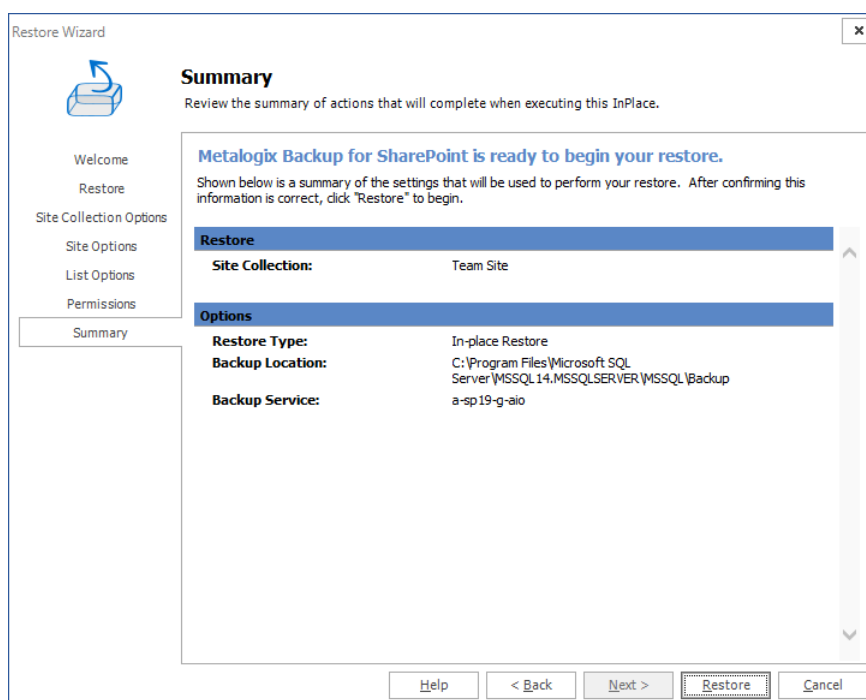 Restore Wizard
Summary
Review the summary of actions that will complete when executing this InPlace.
Welcome
Restore
Site Collection Options
Site Options
List Options
Permissions
Summary
Metalogix Backup for SharePoint is ready to begin your restore.
Shown below is a summary of the settings that will be used to perform your restore. After confirming this
information is correct, click "Restore" to begin.
Restore
Site Collection: Team Site
Options
Restore Type: In-place Restore
Backup Location: C:\Program Files\Microsoft SQL
Server\MSSQL14.MSSQLSERVER\MSSQL\Backup
Backup Service: a-sp19-g-aio
Help < Back Next > Restore Cancel